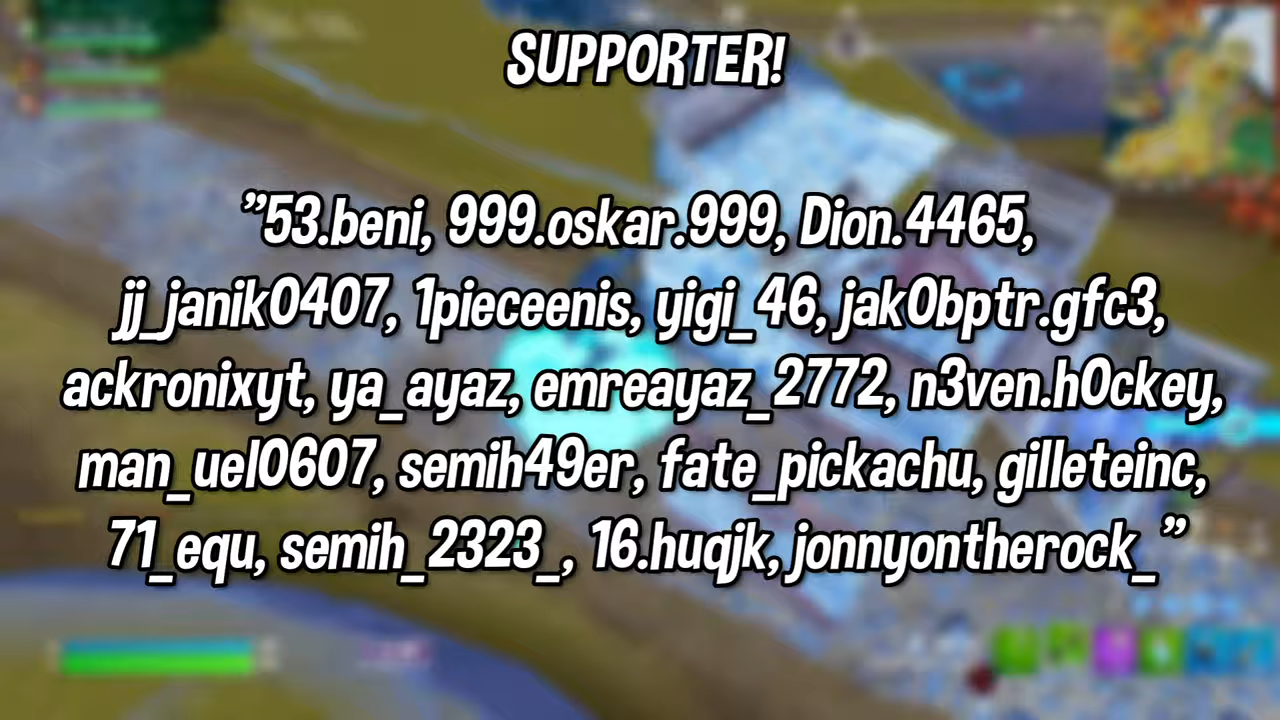 SUPPORTER!
"53.beni, 999.oskar.999, Dion.4465,
jj_janik0407, 1pieceenis, yigi_46, jak0bptr.gfc3,
ackronixyt, ya_ayaz, emreayaz_2772, n3ven.h0ckey,
man_uel0607, semih49er, fate_pickachu, gilleteinc,
71_equ, semih_2323_, 16.huqjk, jonnyontherock_"